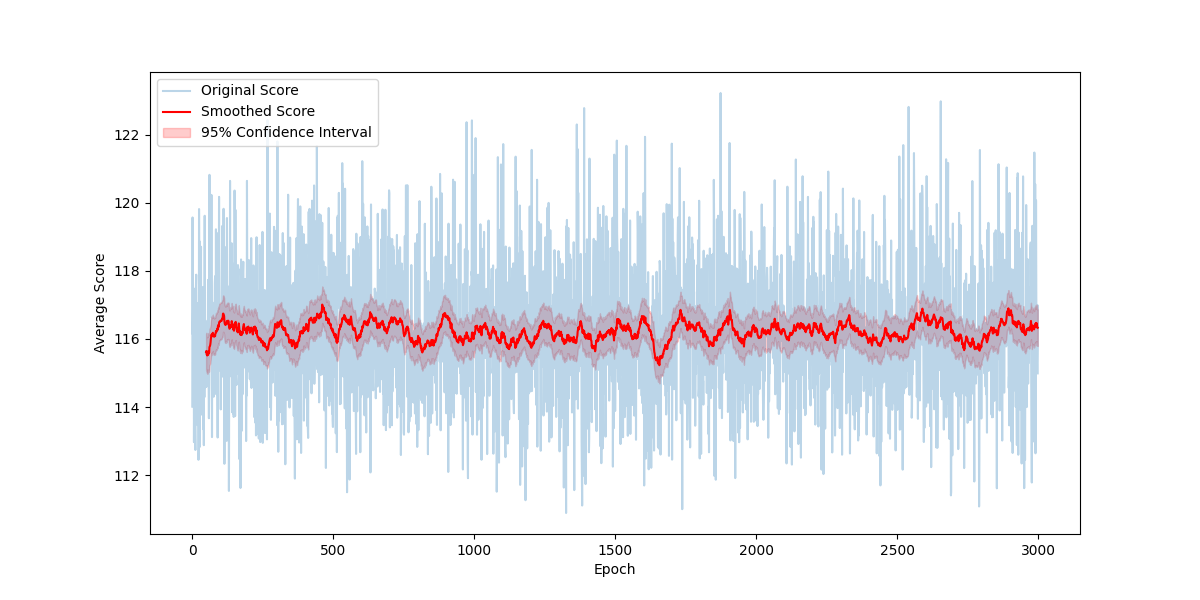 Original Score
Smoothed Score
95% Confidence Interval
122
120
118
116
114
112
Average Score
0 500 1000 1500 2000 2500 3000
Epoch